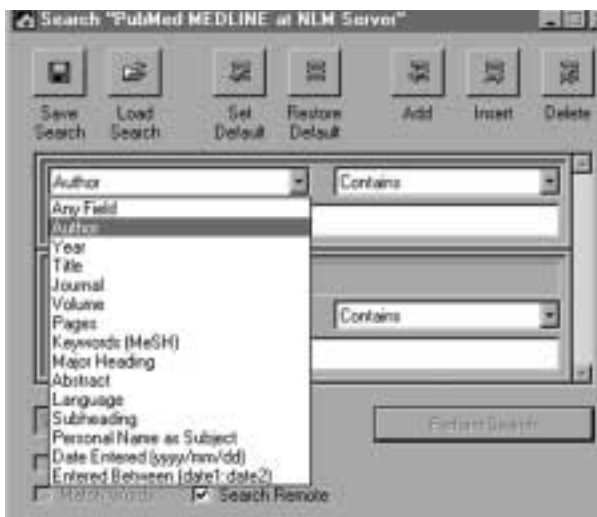 Search "PubMed MEDLINE at NLM Server"
Save Search
Load Search
Set Default
Restore Default
Add
Insert
Delete
Author
Contains
Any Field
Author
Year
Title
Journal
Volume
Pages
Keywords (MeSH)
Major Heading
Abstract
Language
Subheading
Personal Name as Subject
Date Entered (yyyy/mm/dd)
Entered Between (date1: date2)
Contains
Match Words
Search Remote